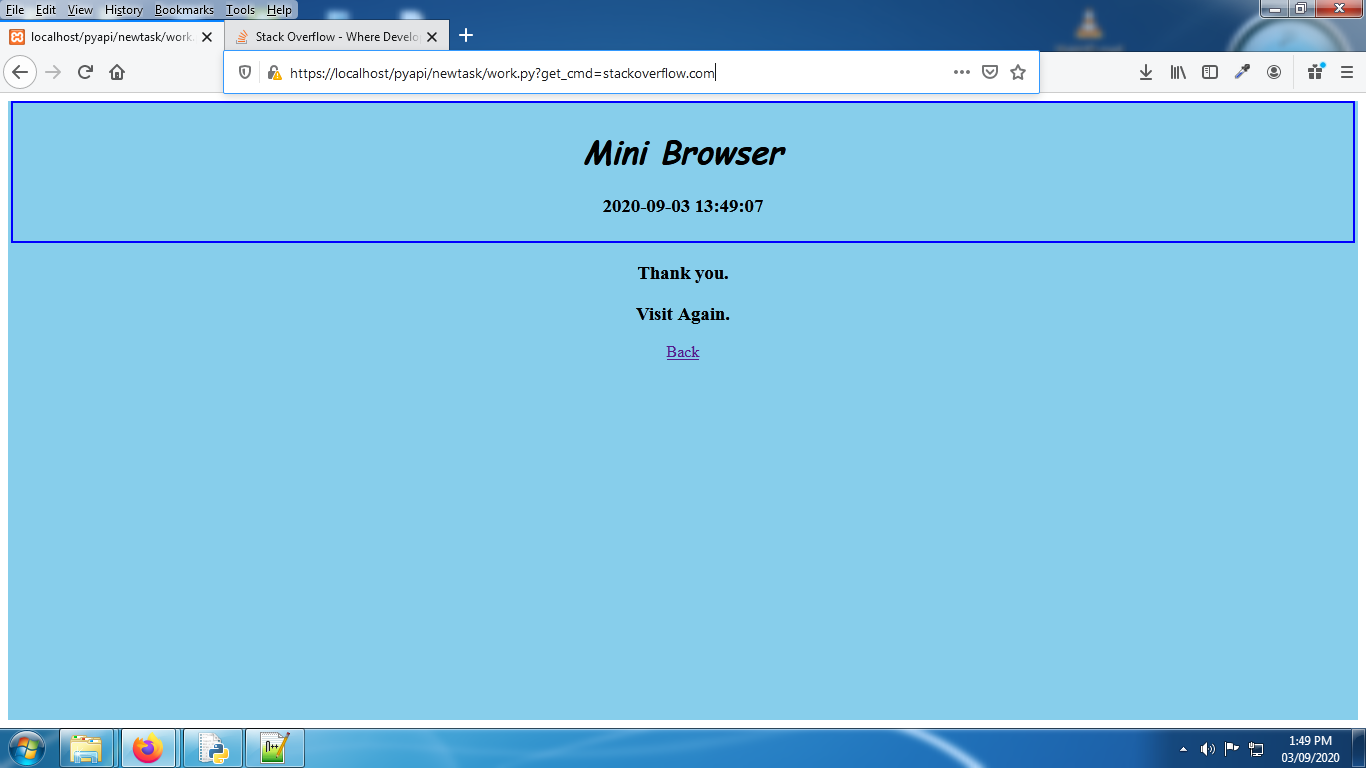 File Edit View History Bookmarks Tools Help
localhost/pyapi/newtask/work
Stack Overflow - Where Develo
https://localhost/pyapi/newtask/work.py?get_cmd=stackoverflow.com
Mini Browser
2020-09-03 13:49:07
Thank you.
Visit Again.
Back
1:49 PM
03/09/2020